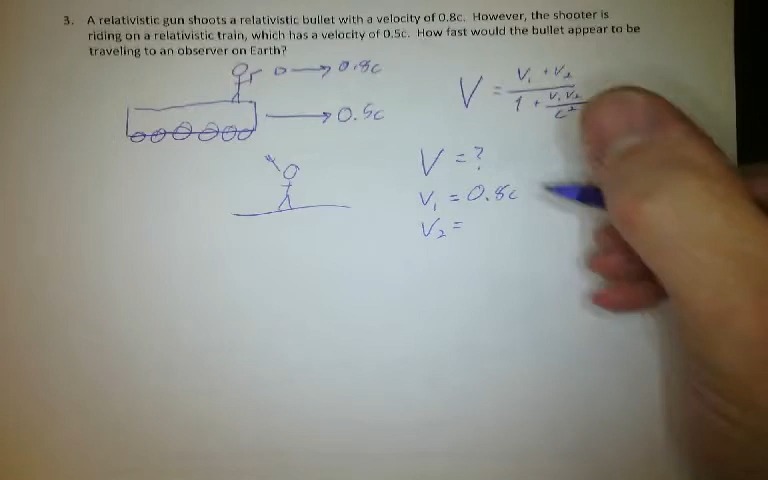 3. A relativistic gun shoots a relativistic bullet with a velocity of 0.8c. However, the shooter is
riding on a relativistic train, which has a velocity of 0.5c. How fast would the bullet appear to be
traveling to an observer on Earth?
0.8c
0.5c
V = (V₁ + V₂) / (1 + V₁V₂/c²)
V = ?
V₁ = 0.8c
V₂ =